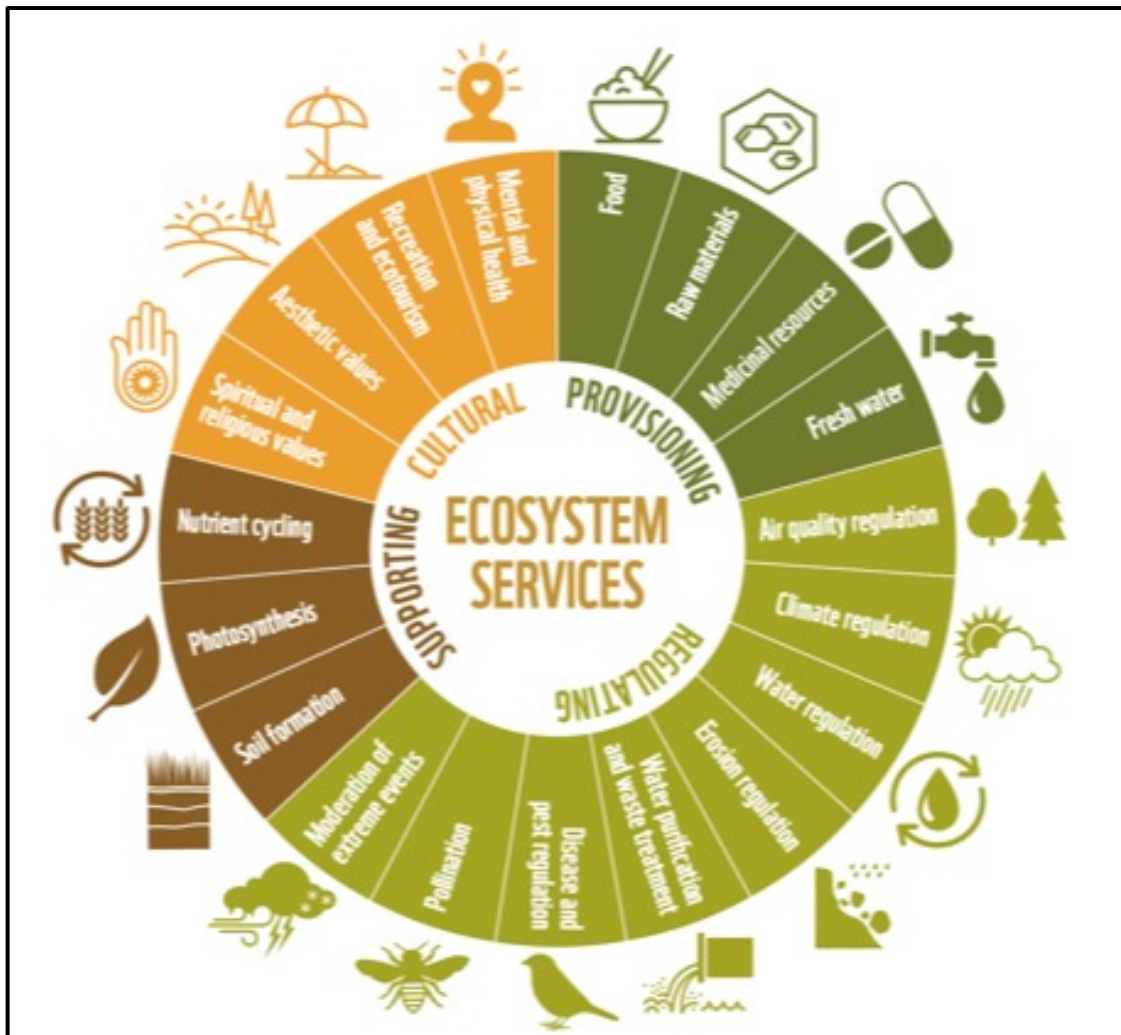 ECOSYSTEM
SERVICES
PROVISIONING
Food
Raw materials
Medicinal resources
Fresh water
REGULATING
Air quality regulation
Climate regulation
Water regulation
Erosion regulation
Water purification
and waste treatment
Disease and
pest regulation
Pollination
Moderation of
extreme events
SUPPORTING
Soil formation
Photosynthesis
Nutrient cycling
CULTURAL
Spiritual and
religious values
Aesthetic values
Recreation
and ecotourism
Mental and
physical health